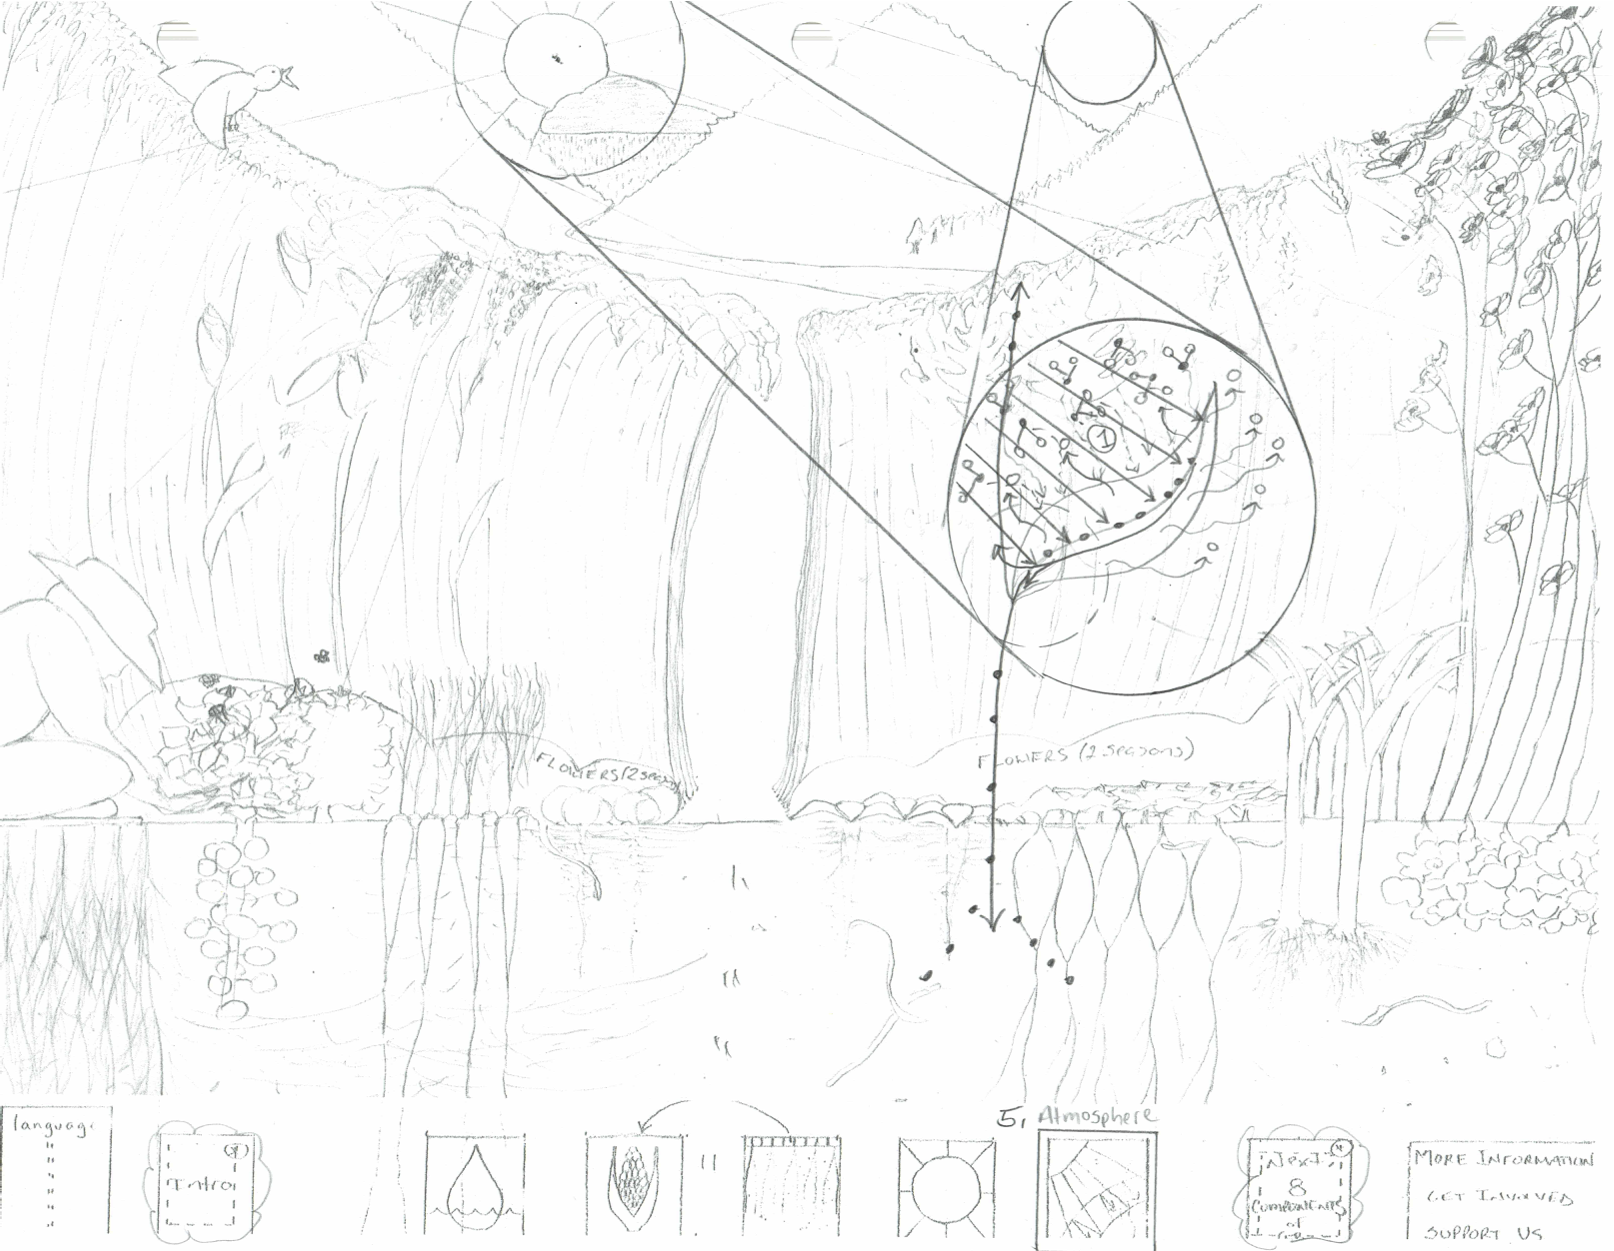 1
FLOWERS (2 seasons)
FLOWERS (2 seasons)
5. Atmosphere
language
Intro
Next
8
Components
of
MORE INFORMATION
GET INVOLVED
SUPPORT US